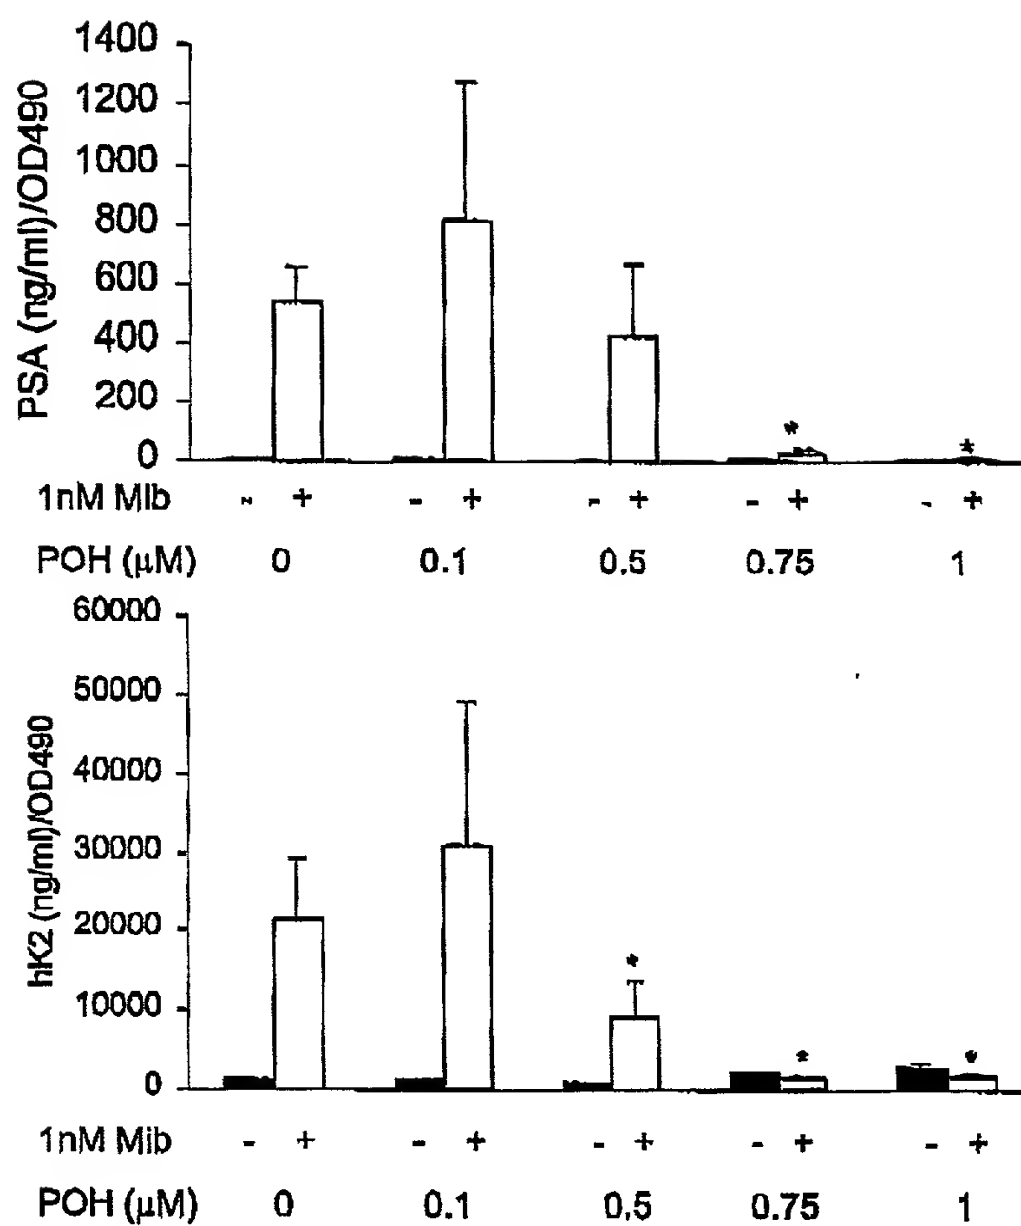 1400
1200
1000
800
600
400
200
0
PSA (ng/ml)/OD490
1nM Mib - + - + - + - + - +
POH (µM) 0 0.1 0.5 0.75 1
* *
60000
50000
40000
30000
20000
10000
0
hK2 (ng/ml)/OD490
* * *
1nM Mib - + - + - + - + - +
POH (µM) 0 0.1 0.5 0.75 1